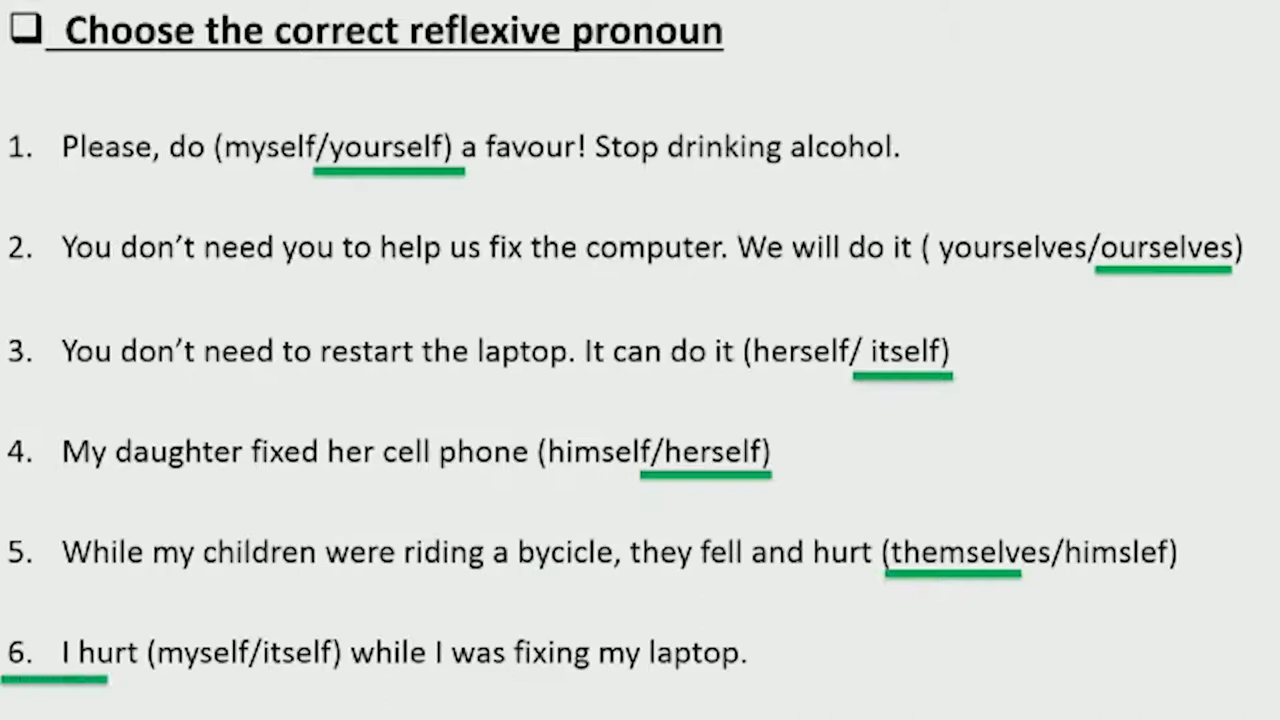 Choose the correct reflexive pronoun
1. Please, do (myself/yourself) a favour! Stop drinking alcohol.
2. You don’t need you to help us fix the computer. We will do it ( yourselves/ourselves)
3. You don’t need to restart the laptop. It can do it (herself/ itself)
4. My daughter fixed her cell phone (himself/herself)
5. While my children were riding a bycicle, they fell and hurt (themselves/himslef)
6. I hurt (myself/itself) while I was fixing my laptop.